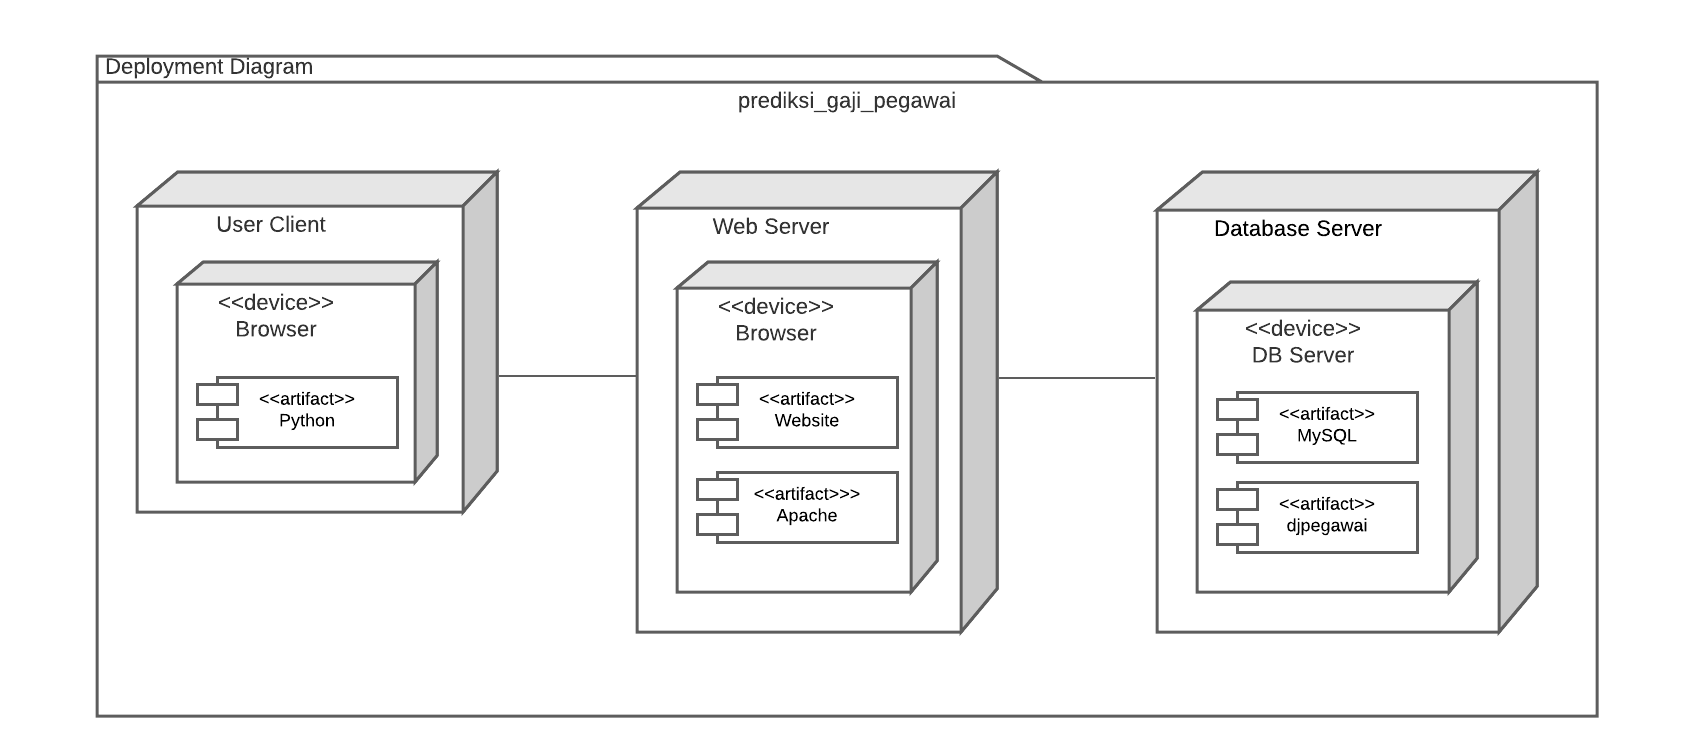 Deployment Diagram
prediksi_gaji_pegawai
User Client
<<device>>
Browser
<<artifact>>
Python
Web Server
<<device>>
Browser
<<artifact>>
Website
<<artifact>>>
Apache
Database Server
<<device>>
DB Server
<<artifact>>
MySQL
<<artifact>>
djpegawai